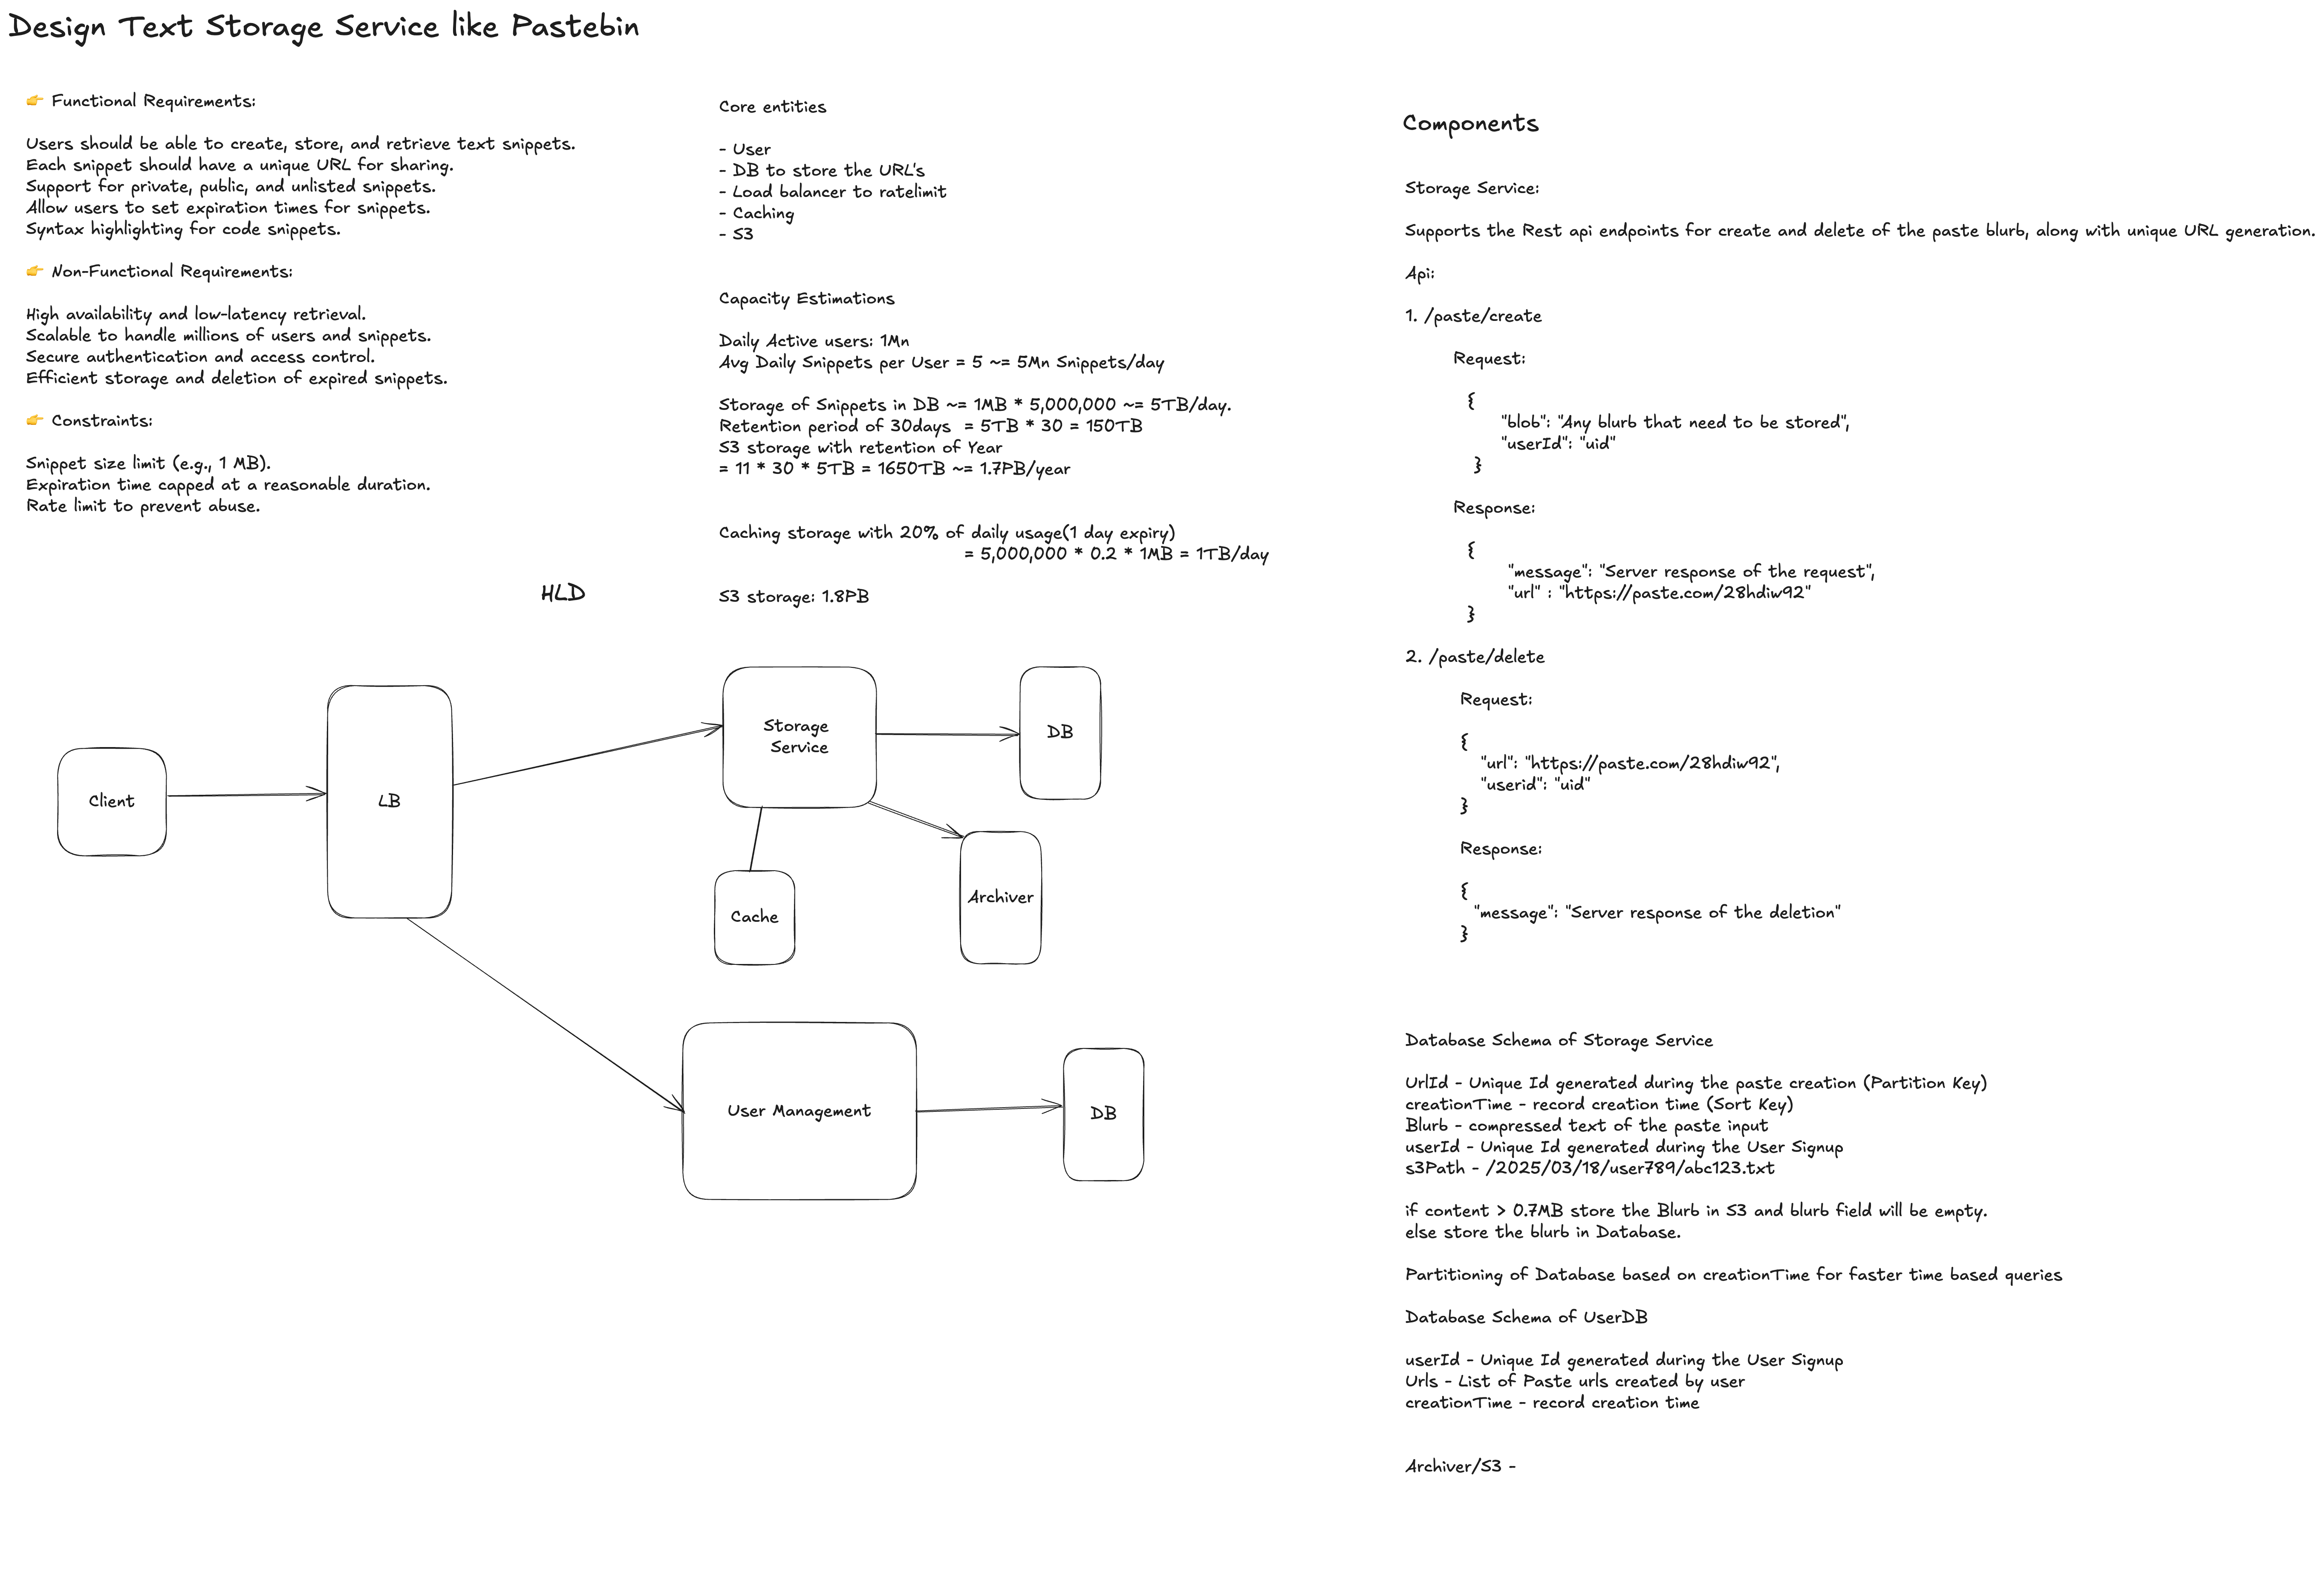 Design Text Storage Service like Pastebin
👉 Functional Requirements:
Users should be able to create, store, and retrieve text snippets.
Each snippet should have a unique URL for sharing.
Support for private, public, and unlisted snippets.
Allow users to set expiration times for snippets.
Syntax highlighting for code snippets.
👉 Non-Functional Requirements:
High availability and low-latency retrieval.
Scalable to handle millions of users and snippets.
Secure authentication and access control.
Efficient storage and deletion of expired snippets.
👉 Constraints:
Snippet size limit (e.g., 1 MB).
Expiration time capped at a reasonable duration.
Rate limit to prevent abuse.
Core entities
- User
- DB to store the URL's
- Load balancer to ratelimit
- Caching
- S3
Capacity Estimations
Daily Active users: 1Mn
Avg Daily Snippets per User = 5 ~= 5Mn Snippets/day
Storage of Snippets in DB ~= 1MB * 5,000,000 ~= 5TB/day.
Retention period of 30days = 5TB * 30 = 150TB
S3 storage with retention of Year
= 11 * 30 * 5TB = 1650TB ~= 1.7PB/year
Caching storage with 20% of daily usage(1 day expiry)
= 5,000,000 * 0.2 * 1MB = 1TB/day
S3 storage: 1.8PB
HLD
Client
LB
Storage
Service
DB
Cache
Archiver
User Management
DB
Components
Storage Service:
Supports the Rest api endpoints for create and delete of the paste blurb, along with unique URL generation.
Api:
1. /paste/create
Request:
{
"blob": "Any blurb that need to be stored",
"userId": "uid"
}
Response:
{
"message": "Server response of the request",
"url" : "https://paste.com/28hdiw92"
}
2. /paste/delete
Request:
{
"url": "https://paste.com/28hdiw92",
"userid": "uid"
}
Response:
{
"message": "Server response of the deletion"
}
Database Schema of Storage Service
UrlId - Unique Id generated during the paste creation (Partition Key)
creationTime - record creation time (Sort Key)
Blurb - compressed text of the paste input
userId - Unique Id generated during the User Signup
s3Path - /2025/03/18/user789/abc123.txt
if content > 0.7MB store the Blurb in S3 and blurb field will be empty.
else store the blurb in Database.
Partitioning of Database based on creationTime for faster time based queries
Database Schema of UserDB
userId - Unique Id generated during the User Signup
Urls - List of Paste urls created by user
creationTime - record creation time
Archiver/S3 -